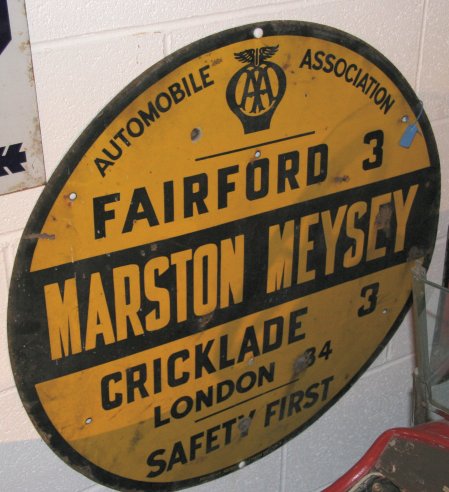 AUTOMOBILE AA ASSOCIATION
FAIRFORD 3
MARSTON MEYSEY
CRICKLADE 3
LONDON 84
SAFETY FIRST